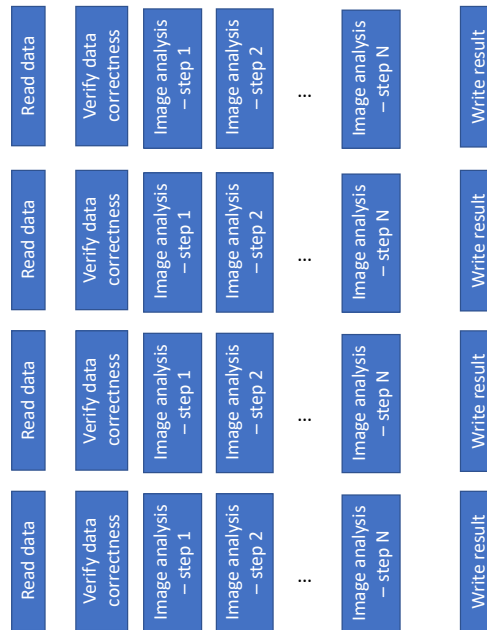 Read data
Read data
Read data
Read data
Verify data
correctness
Verify data
correctness
Verify data
correctness
Verify data
correctness
Image analysis
– step 1
Image analysis
– step 1
Image analysis
– step 1
Image analysis
– step 1
Image analysis
– step 2
Image analysis
– step 2
Image analysis
– step 2
Image analysis
– step 2
...
...
...
...
Image analysis
– step N
Image analysis
– step N
Image analysis
– step N
Image analysis
– step N
Write result
Write result
Write result
Write result